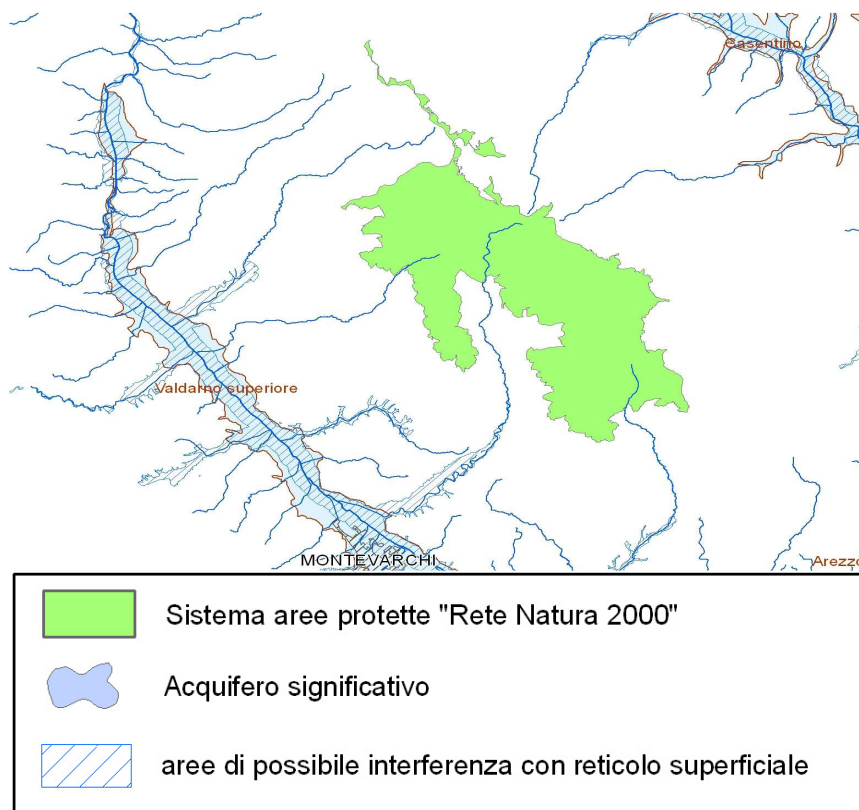 Casentino
Valdarno superiore
MONTEVARCHI
Arezzo
Sistema aree protette "Rete Natura 2000"
Acquifero significativo
aree di possibile interferenza con reticolo superficiale